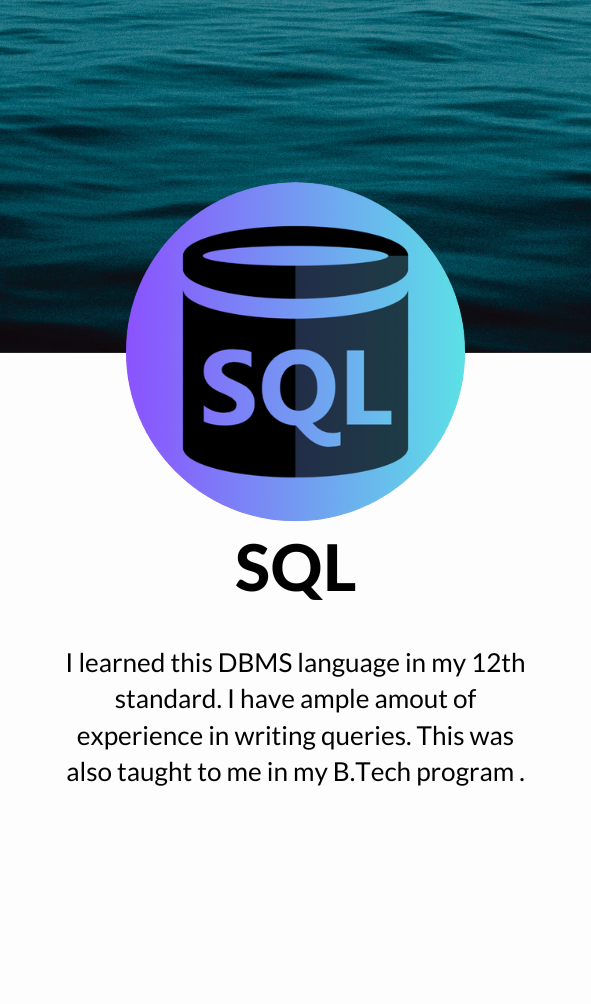 SQL
SQL
I learned this DBMS language in my 12th
standard. I have ample amout of
experience in writing queries. This was
also taught to me in my B.Tech program .